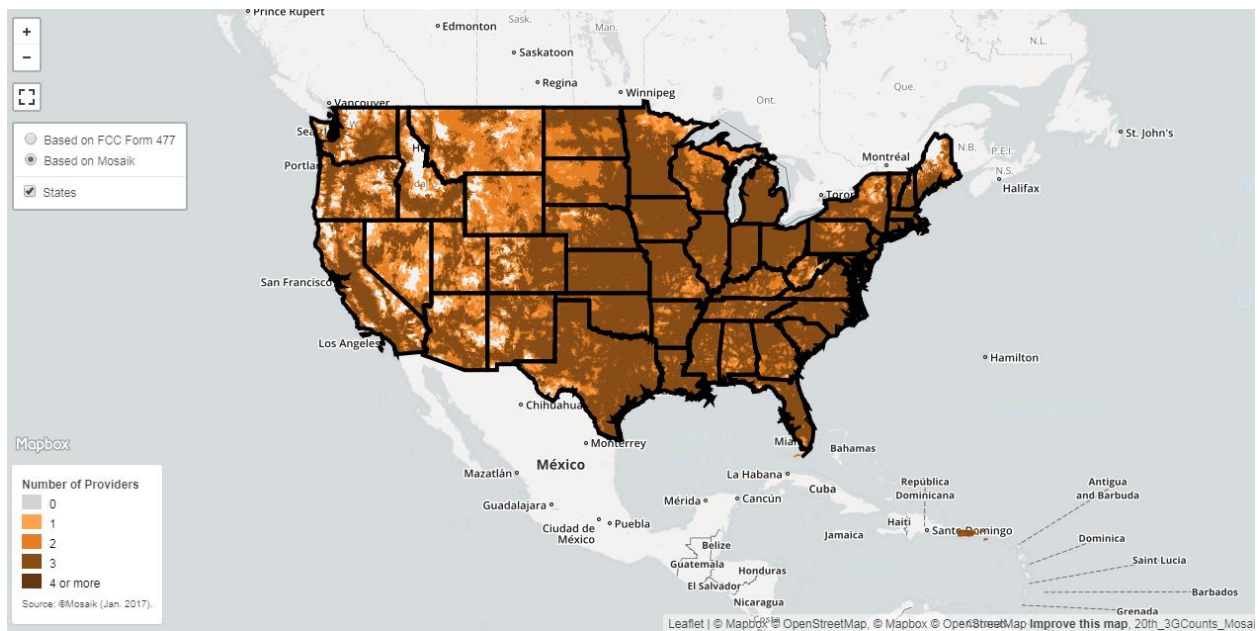 Prince Rupert
Edmonton
Sask.
Man.
N.L.
Saskatoon
Regina
Winnipeg
Ont.
Que.
Vancouver
St. John's
Montréal
N.B.
P.E.I.
N.S.
Halifax
Portlan
Toron
+
−
Based on FCC Form 477
Based on Mosaik
States
San Francisco
Los Angeles
Hamilton
Chihuahua
Monterrey
Miam
Bahamas
Mapbox
México
Mazatlán
La Habana
Cuba
República
Dominicana
Antigua
and Barbuda
Guadalajara
Mérida
Cancún
Haiti
Santo Domingo
Ciudad de
México
Puebla
Jamaica
Dominica
Belize
Saint Lucia
Guatemala
Honduras
El Salvador
Barbados
Nicaragua
Grenada
Number of Providers
0
1
2
3
4 or more
Source: ©Mosaik (Jan. 2017).
Leaflet | © Mapbox © OpenStreetMap, © Mapbox © OpenStreetMap Improve this map, 20th_3GCounts_Mosai